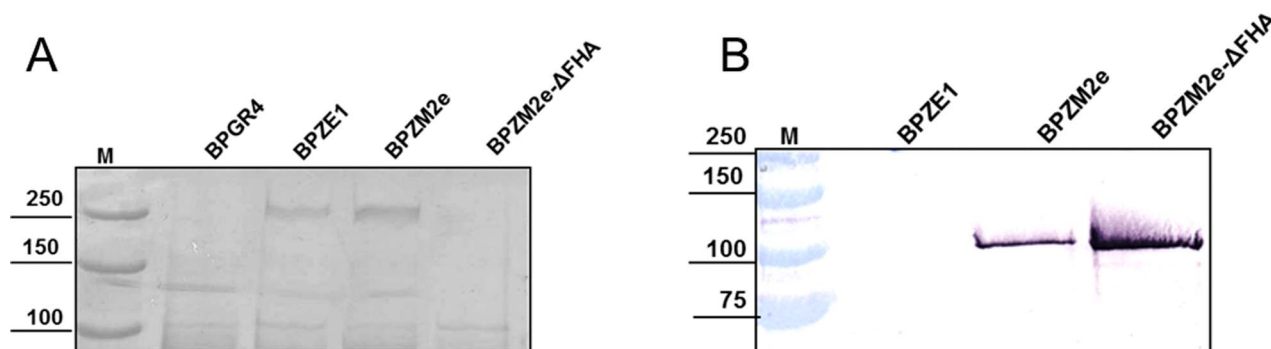 A
M
BPGR4
BPZE1
BPZM2e
BPZM2e-ΔFHA
250
150
100
B
M
BPZE1
BPZM2e
BPZM2e-ΔFHA
250
150
100
75